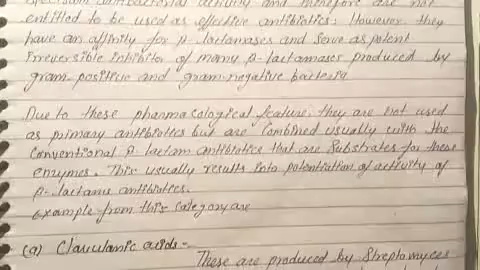 antibacterial activity and therefore are not
entitled to be used as effective antibiotics. However they
have an affinity for β-lactamases and serve as potent
irreversible inhibitor of many β-lactamases produced by
gram positive and gram-negative bacteria
Due to these pharmacological feature, they are not used
as primary antibiotics but are combined usually with the
conventional β lactam antibiotics that are substrates for these
enzymes. This usually results into potentiation of activity of
β-lactams antibiotics.
example from this category are
(a) Clavulanic acids -
These are produced by Streptomyces